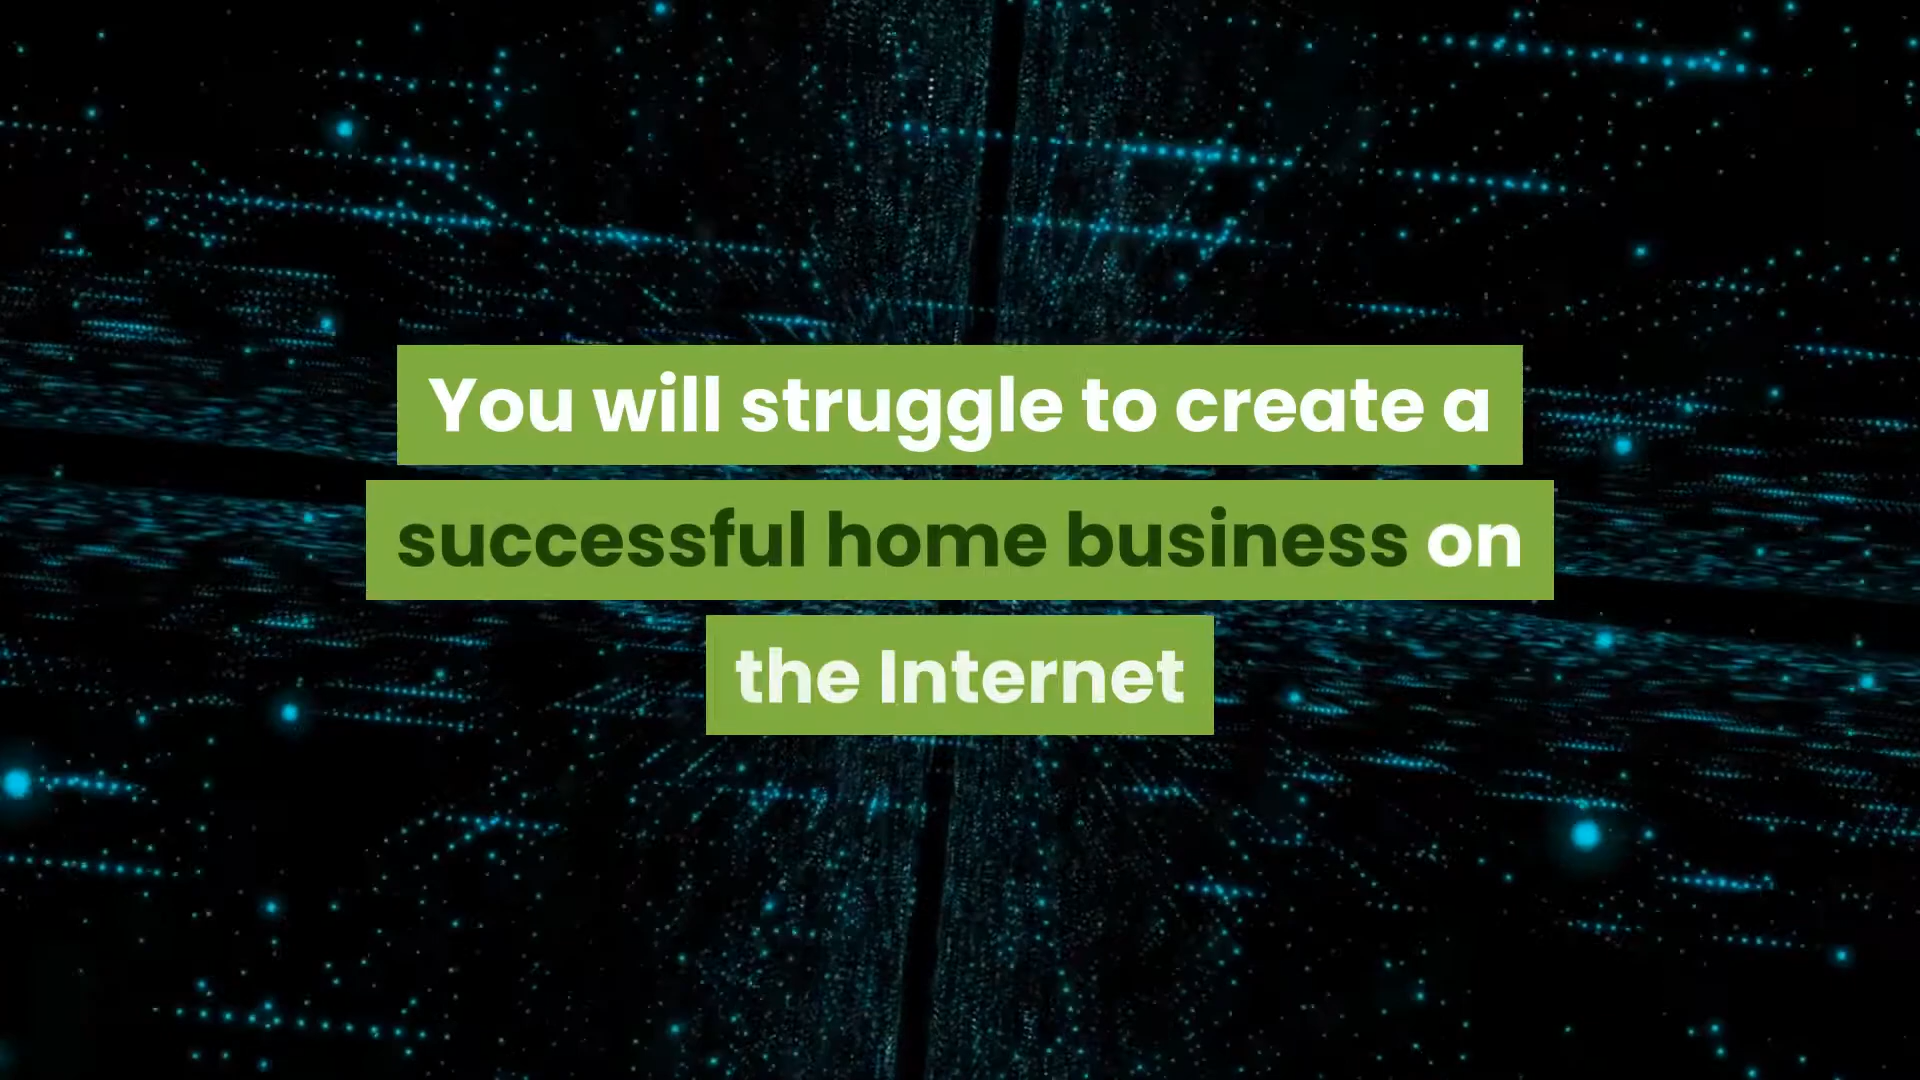 You will struggle to create a
successful home business on
the Internet